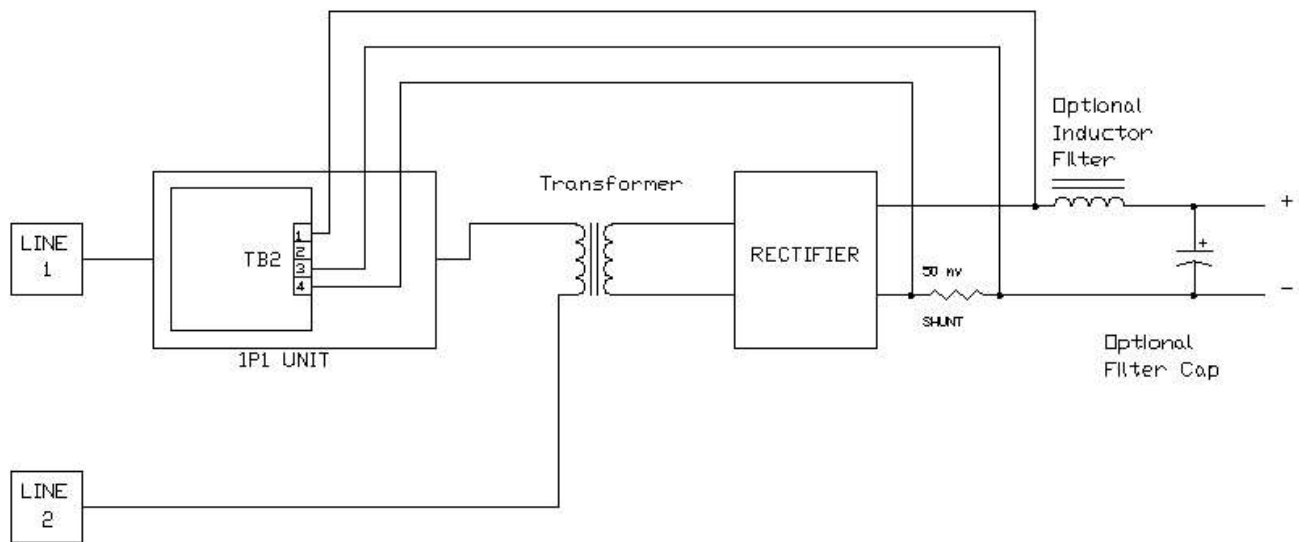 Optional
Inductor
Filter
Transformer
LINE
1
TB2
1
2
3
4
1P1 UNIT
RECTIFIER
+
+
50 mv
SHUNT
-
Optional
Filter Cap
LINE
2